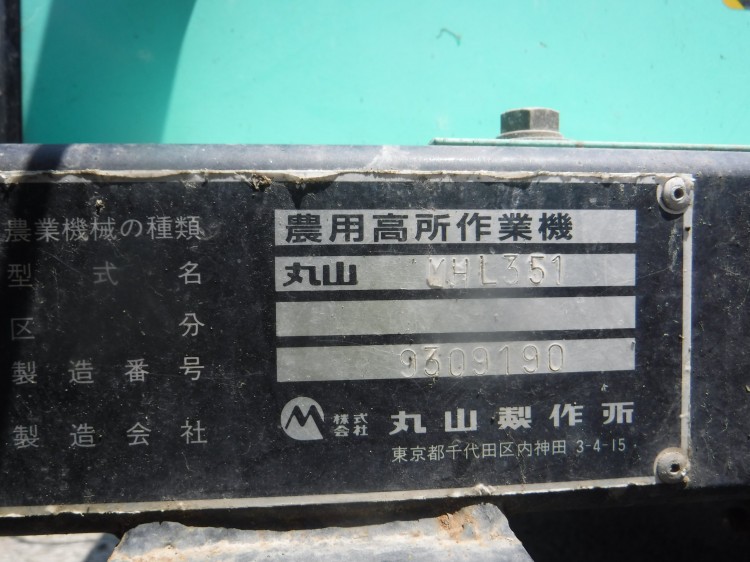 農業機械の種類 農用高所作業機
型式名 丸山 MHL351
区分
製造番号 9309190
製造会社 株式会社 丸山製作所
東京都千代田区内神田 3-4-15